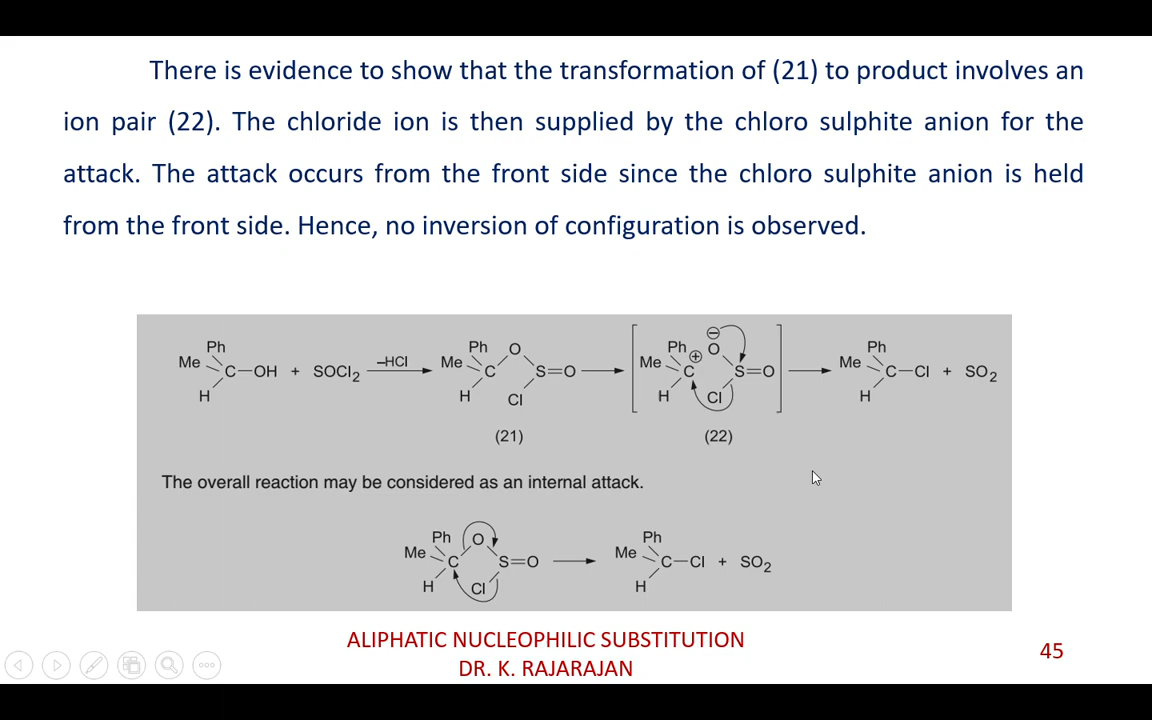 There is evidence to show that the transformation of (21) to product involves an
ion pair (22). The chloride ion is then supplied by the chloro sulphite anion for the
attack. The attack occurs from the front side since the chloro sulphite anion is held
from the front side. Hence, no inversion of configuration is observed.
Ph Ph O Ph ⊕ ⊖ O Ph
Me C—OH + SOCl2 –HCl Me C S=O Me C S=O Me C—Cl + SO2
H H Cl H Cl H
(21) (22)
The overall reaction may be considered as an internal attack.
Ph O Ph
Me C S=O Me C—Cl + SO2
H Cl H
ALIPHATIC NUCLEOPHILIC SUBSTITUTION
DR. K. RAJARAJAN
45